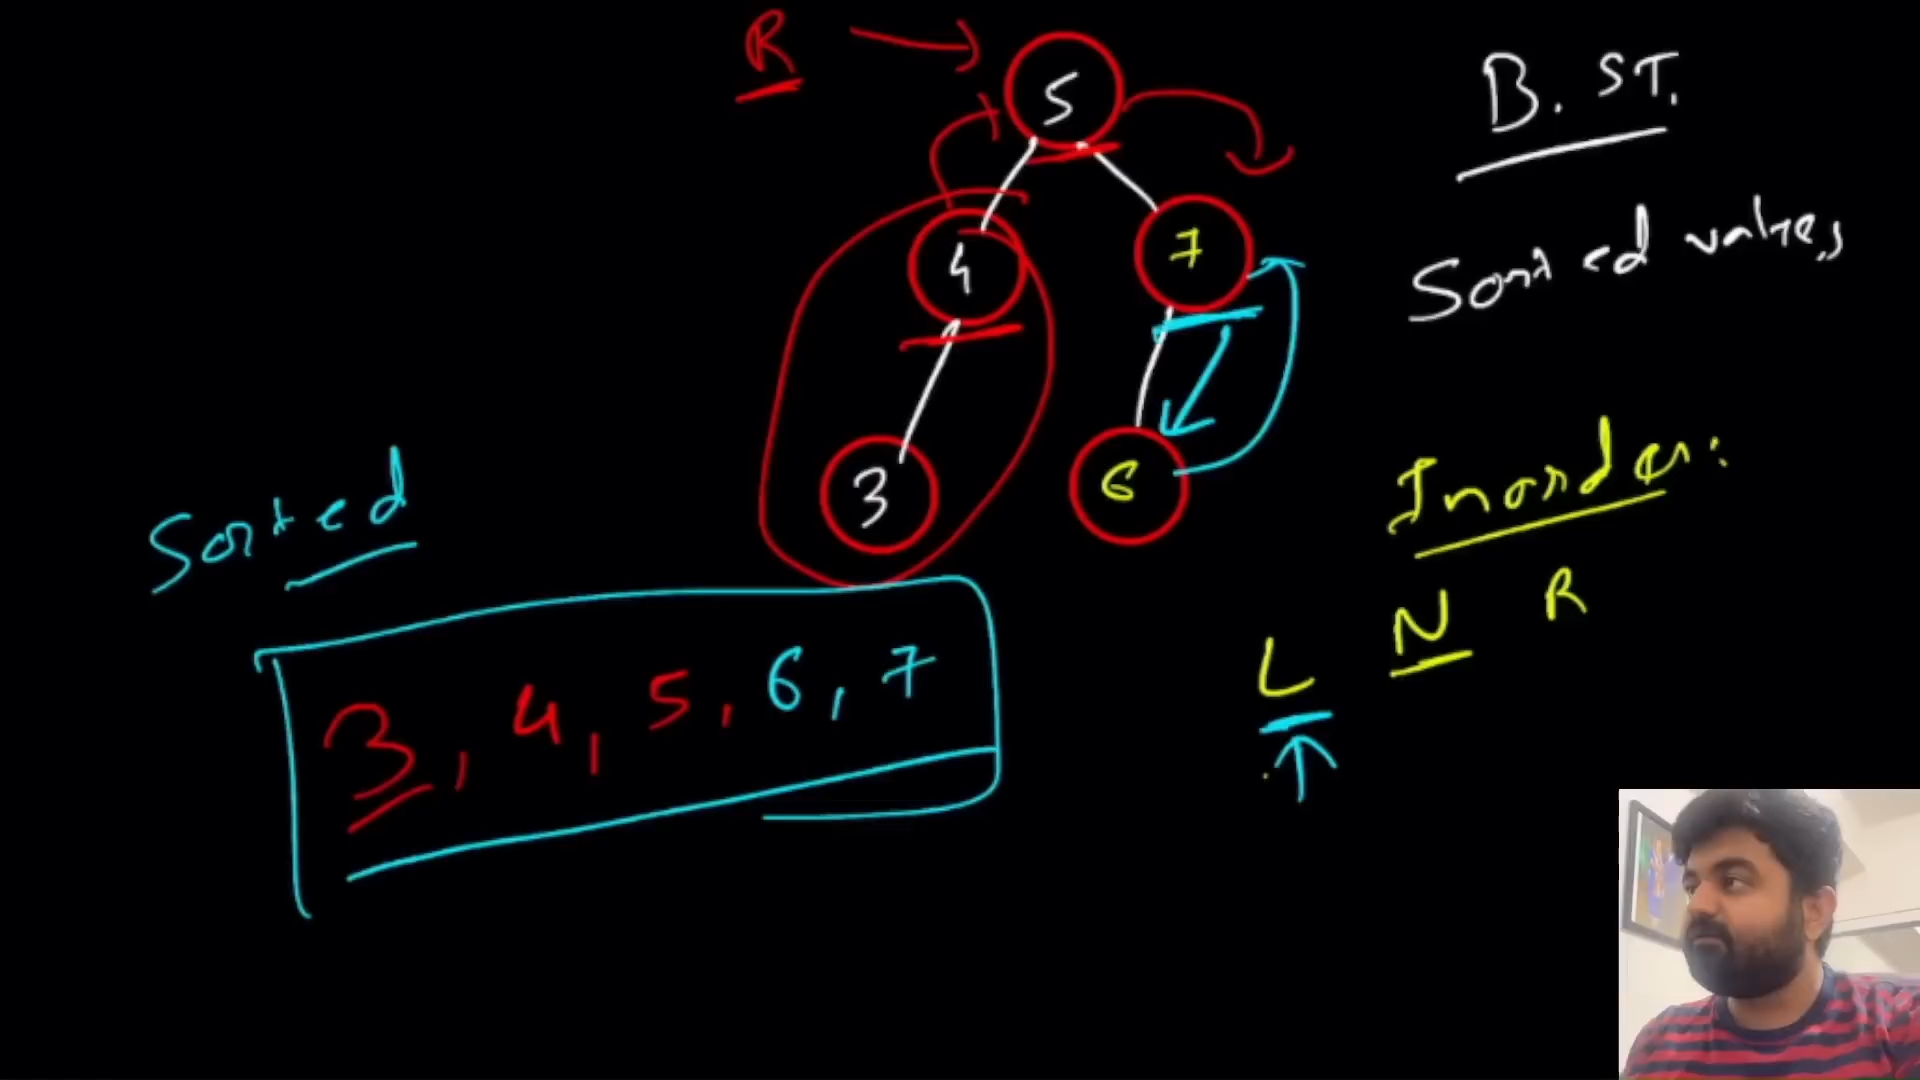 R
5
B. ST.
4
7
Sorted values
3
6
Inorder:
Sorted
L N R
3, 4, 5, 6, 7